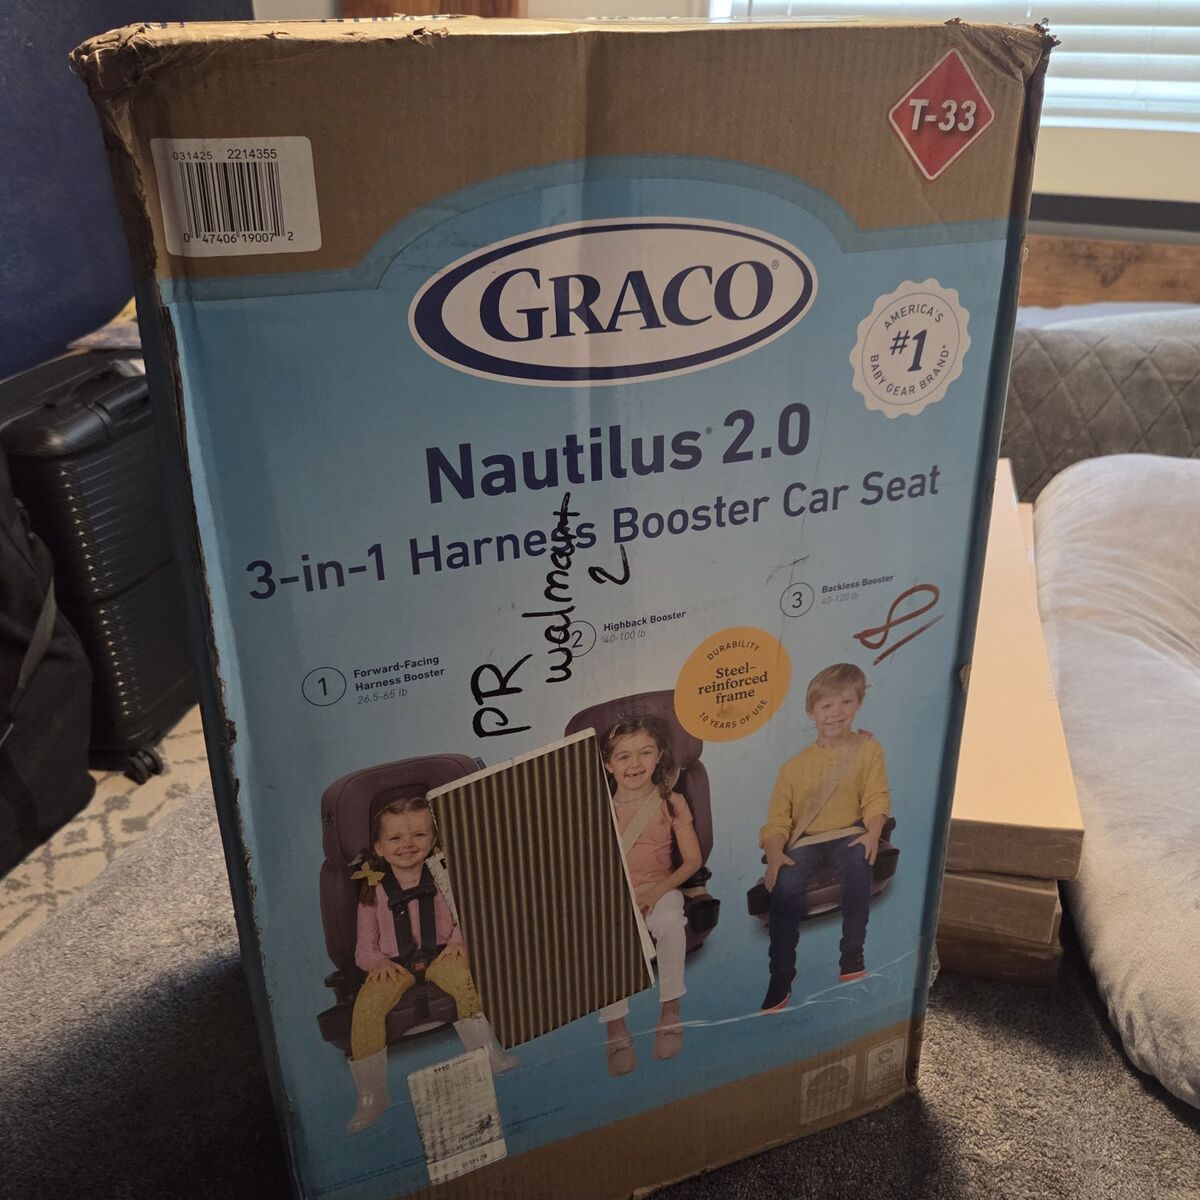 031425 2214355
0 47406 19007 2
T-33
GRACO®
AMERICA'S
#1
BABY GEAR BRAND*
Nautilus® 2.0
3-in-1 Harness Booster Car Seat
walmart
2
PR
1 Forward-Facing
Harness Booster
26.5-65 lb
2 Highback Booster
40-100 lb
3 Backless Booster
40-120 lb
DURABILITY
Steel-
reinforced
frame
10 YEARS OF USE